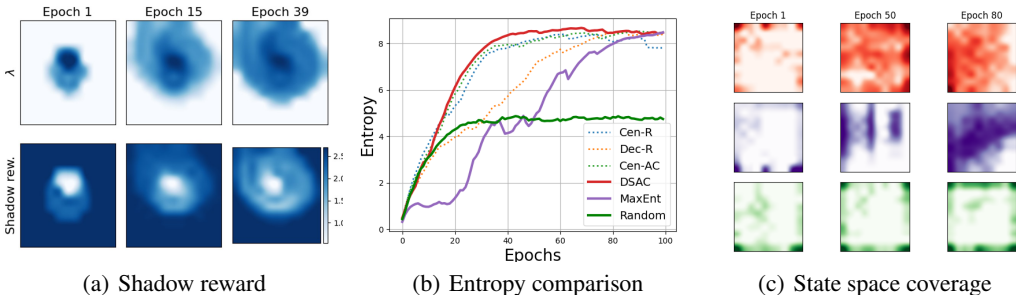 Epoch 1
Epoch 15
Epoch 39
λ
Shadow rew.
2.5
2.0
1.5
1.0
(a) Shadow reward
Entropy
8
6
4
2
0
0
20
40
60
80
100
Epochs
Cen-R
Dec-R
Cen-AC
DSAC
MaxEnt
Random
(b) Entropy comparison
Epoch 1
Epoch 50
Epoch 80
(c) State space coverage